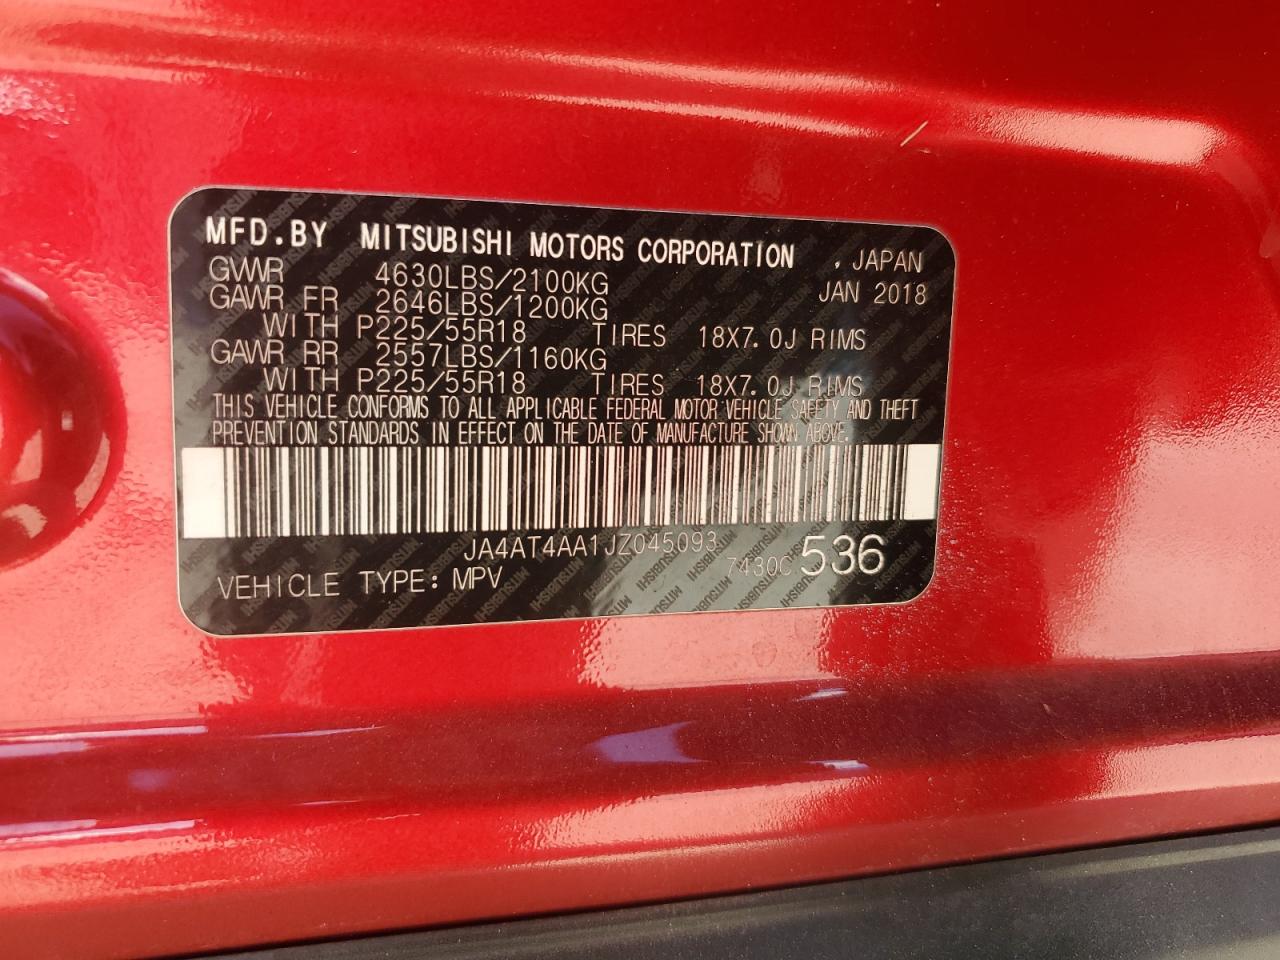 MFD.BY MITSUBISHI MOTORS CORPORATION . JAPAN
GVWR 4630LBS/2100KG JAN 2018
GAWR FR 2646LBS/1200KG
WITH P225/55R18 TIRES 18X7.0J RIMS
GAWR RR 2557LBS/1160KG
WITH P225/55R18 TIRES 18X7.0J RIMS
THIS VEHICLE CONFORMS TO ALL APPLICABLE FEDERAL MOTOR VEHICLE SAFETY AND THEFT
PREVENTION STANDARDS IN EFFECT ON THE DATE OF MANUFACTURE SHOWN ABOVE.
JA4AT4AA1JZ045093
VEHICLE TYPE: MPV 7430C 536